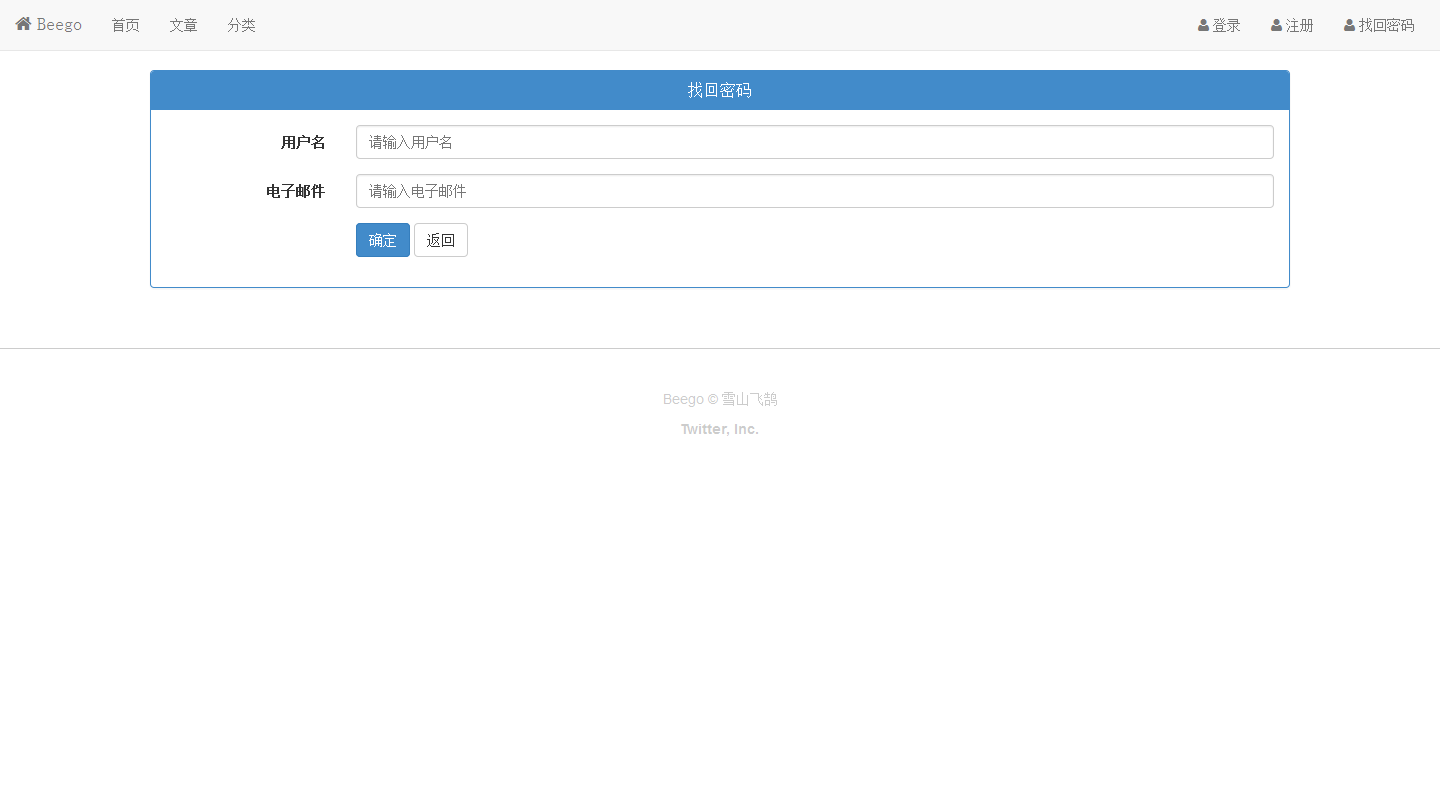 Beego 首页 文章 分类 登录 注册 找回密码
找回密码
用户名 请输入用户名
电子邮件 请输入电子邮件
确定 返回
Beego © 雪山飞鹄
Twitter, Inc.